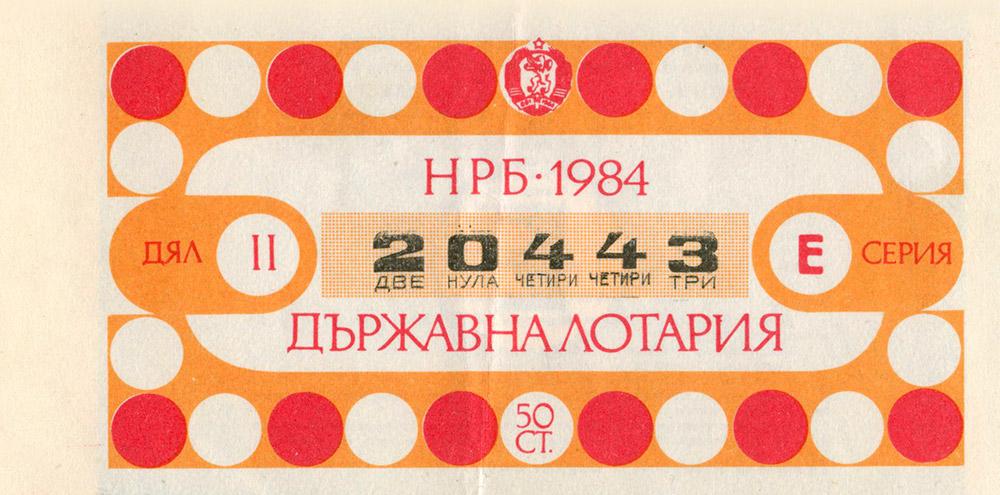 НРБ·1984
ДЯЛ II
20443
ДВЕ НУЛА ЧЕТИРИ ЧЕТИРИ ТРИ
Е СЕРИЯ
ДЪРЖАВНА ЛОТАРИЯ
50
СТ.